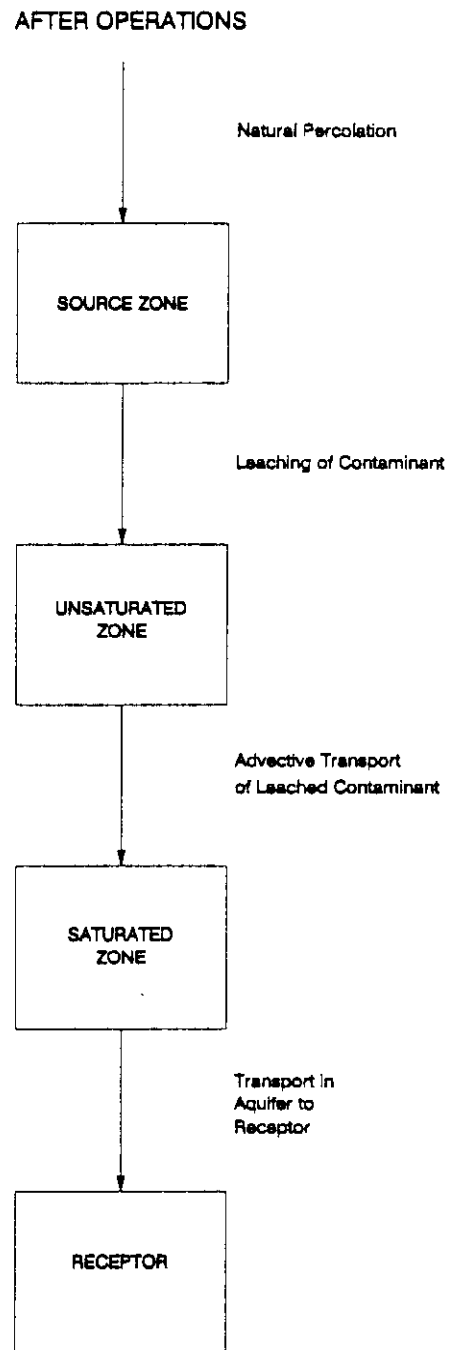 AFTER OPERATIONS
Natural Percolation
SOURCE ZONE
Leaching of Contaminant
UNSATURATED
ZONE
Advective Transport
of Leached Contaminant
SATURATED
ZONE
Transport in
Aquifer to
Receptor
RECEPTOR